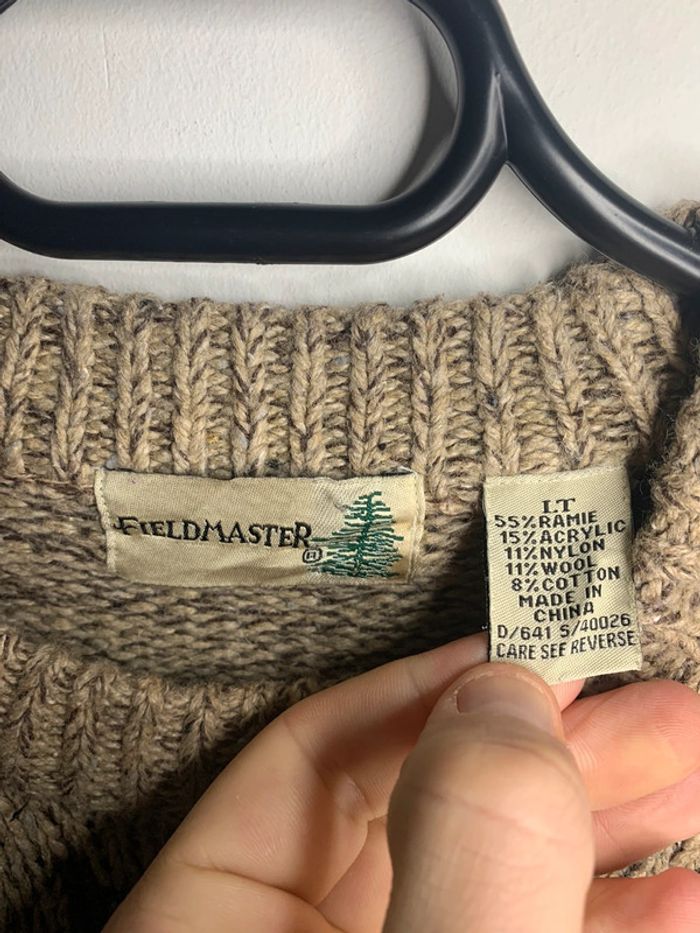 FIELDMASTER ®
LT
55% RAMIE
15% ACRYLIC
11% NYLON
11% WOOL
8% COTTON
MADE IN
CHINA
D/641 S/40026
CARE SEE REVERSE